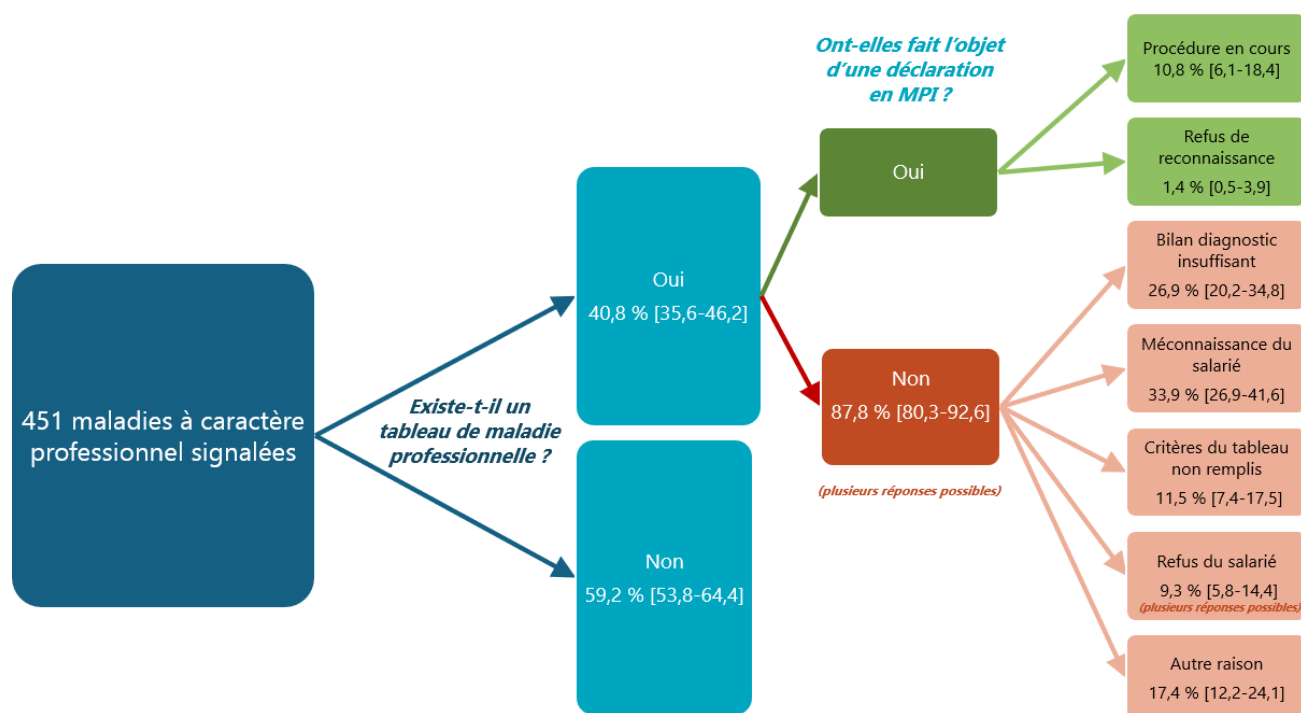 451 maladies à caractère
professionnel signalées
Existe-t-il un
tableau de maladie
professionnelle ?
Oui
40,8 % [35,6-46,2]
Non
59,2 % [53,8-64,4]
Ont-elles fait l’objet
d’une déclaration
en MPI ?
Oui
Non
87,8 % [80,3-92,6]
(plusieurs réponses possibles)
Procédure en cours
10,8 % [6,1-18,4]
Refus de
reconnaissance
1,4 % [0,5-3,9]
Bilan diagnostic
insuffisant
26,9 % [20,2-34,8]
Méconnaissance du
salarié
33,9 % [26,9-41,6]
Critères du tableau
non remplis
11,5 % [7,4-17,5]
Refus du salarié
9,3 % [5,8-14,4]
(plusieurs réponses possibles)
Autre raison
17,4 % [12,2-24,1]